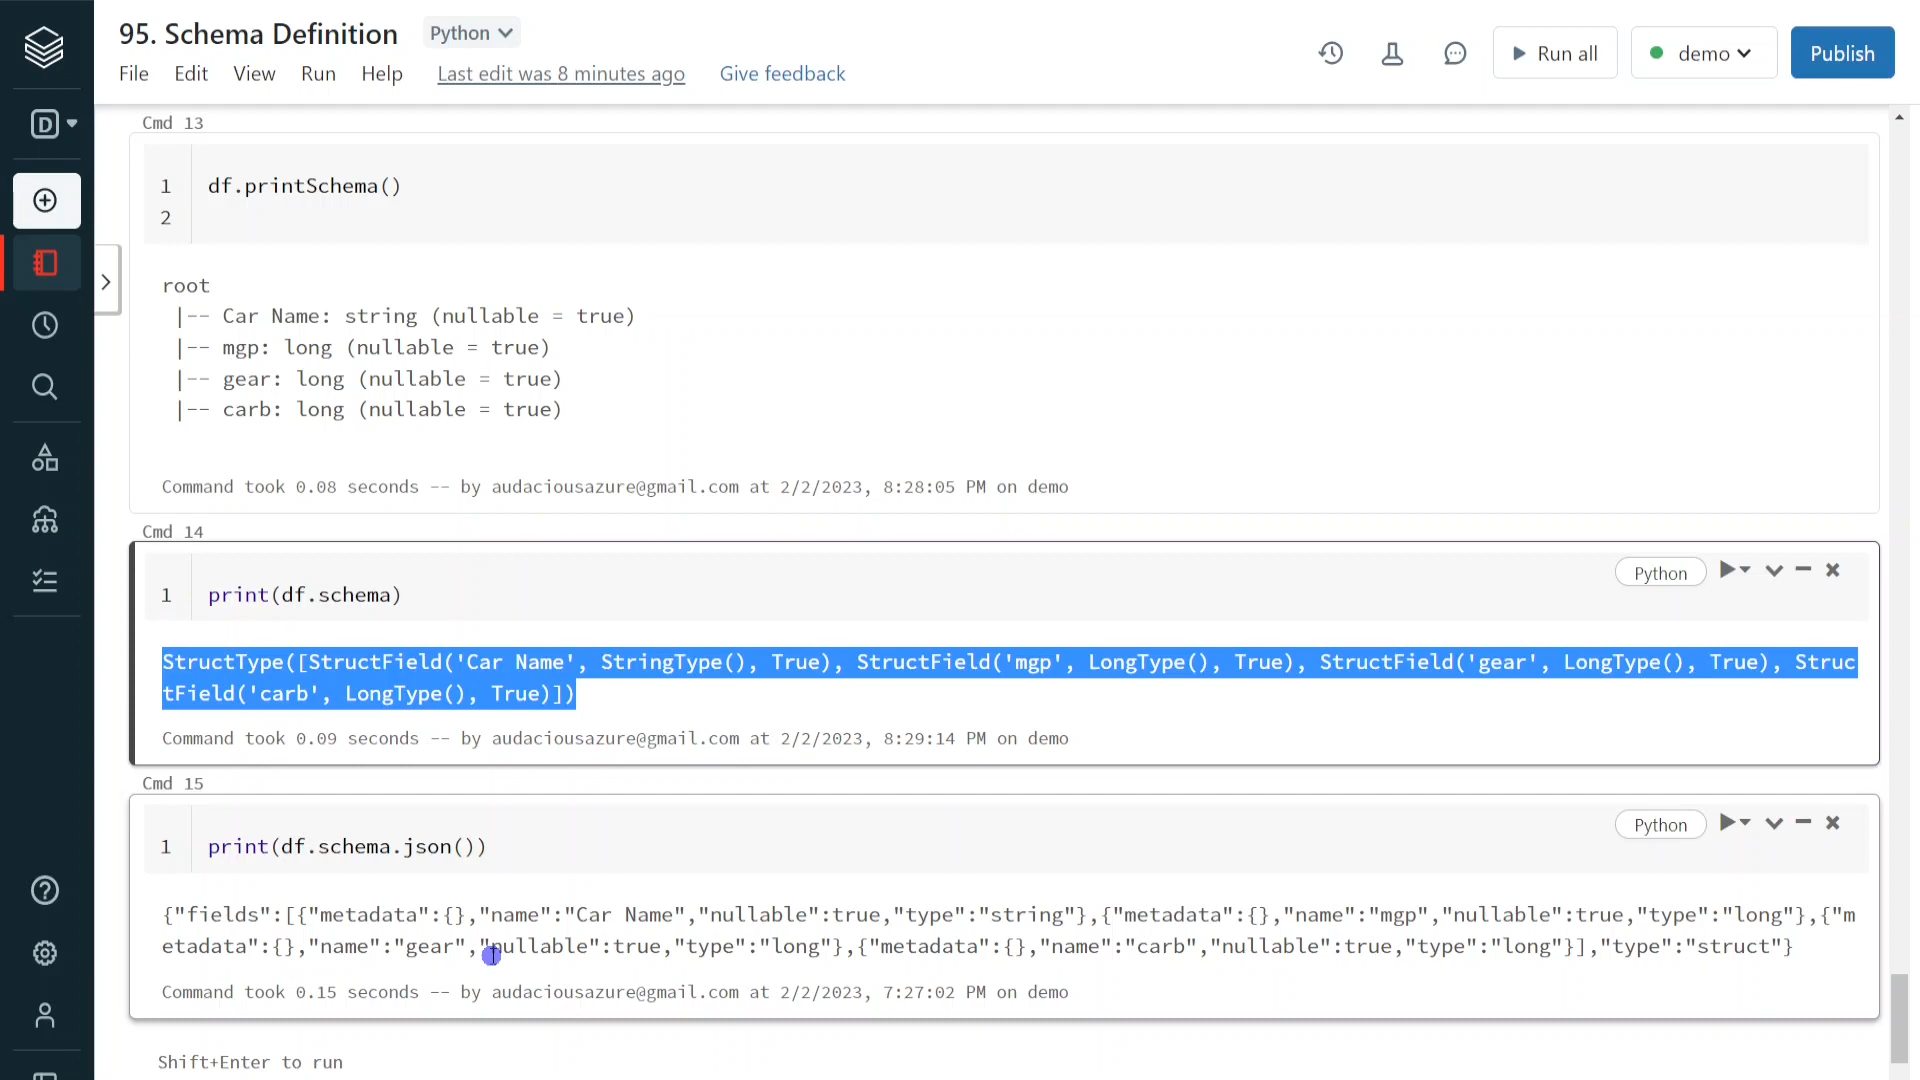 95. Schema Definition
Python
File Edit View Run Help Last edit was 8 minutes ago Give feedback
Run all
demo
Publish
D
Cmd 13
1 df.printSchema()
2
root
|-- Car Name: string (nullable = true)
|-- mgp: long (nullable = true)
|-- gear: long (nullable = true)
|-- carb: long (nullable = true)
Command took 0.08 seconds -- by audaciousazure@gmail.com at 2/2/2023, 8:28:05 PM on demo
Cmd 14
Python
1 print(df.schema)
StructType([StructField('Car Name', StringType(), True), StructField('mgp', LongType(), True), StructField('gear', LongType(), True), Struc
tField('carb', LongType(), True)])
Command took 0.09 seconds -- by audaciousazure@gmail.com at 2/2/2023, 8:29:14 PM on demo
Cmd 15
Python
1 print(df.schema.json())
{"fields":[{"metadata":{},"name":"Car Name","nullable":true,"type":"string"},{"metadata":{},"name":"mgp","nullable":true,"type":"long"},{"m
etadata":{},"name":"gear","nullable":true,"type":"long"},{"metadata":{},"name":"carb","nullable":true,"type":"long"}],"type":"struct"}
Command took 0.15 seconds -- by audaciousazure@gmail.com at 2/2/2023, 7:27:02 PM on demo
Shift+Enter to run